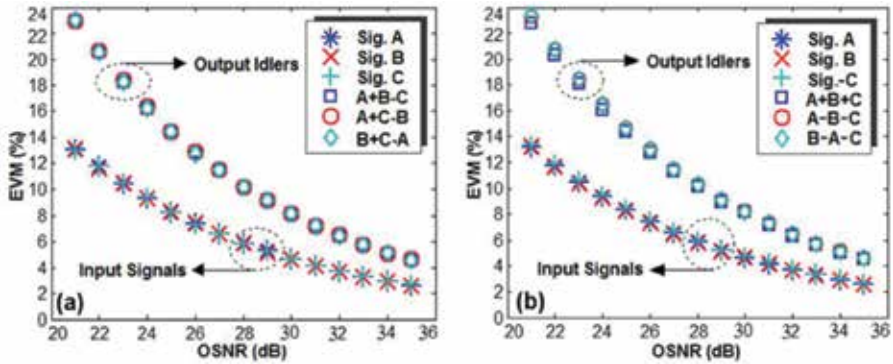 24
22
20
18
16
14
12
10
8
6
4
2
0
EVM (%)
Sig. A
Sig. B
Sig. C
A+B-C
A+C-B
B+C-A
Output Idlers
Input Signals
(a)
20 22 24 26 28 30 32 34 36
OSNR (dB)
24
22
20
18
16
14
12
10
8
6
4
2
0
EVM (%)
Sig. A
Sig. B
Sig.-C
A+B+C
A-B-C
B-A-C
Output Idlers
Input Signals
(b)
20 22 24 26 28 30 32 34 36
OSNR (dB)